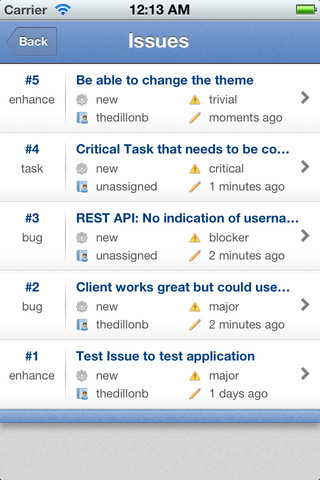 Carrier 12:13 AM
Back Issues
#5 Be able to change the theme
enhance new trivial
thedillonb moments ago
#4 Critical Task that needs to be co...
task new critical
unassigned 1 minutes ago
#3 REST API: No indication of userna...
bug new blocker
unassigned 2 minutes ago
#2 Client works great but could use...
bug new major
thedillonb 2 minutes ago
#1 Test Issue to test application
enhance new major
thedillonb 1 days ago